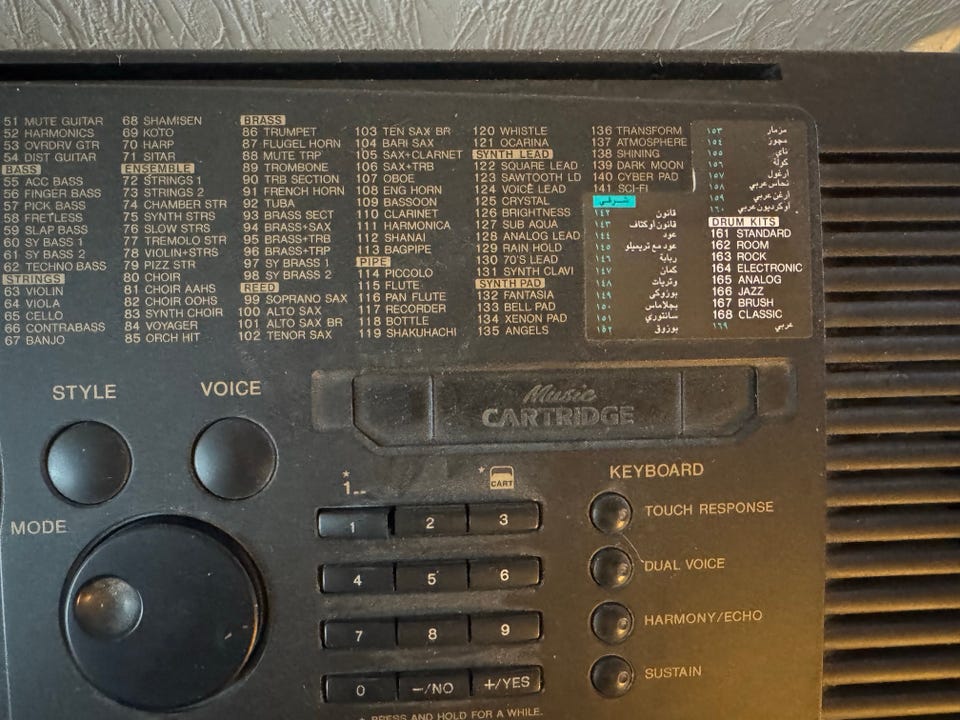 51 MUTE GUITAR
52 HARMONICS
53 OVRDRV GTR
54 DIST GUITAR
BASS
55 ACC BASS
56 FINGER BASS
57 PICK BASS
58 FRETLESS
59 SLAP BASS
60 SY BASS 1
61 SY BASS 2
62 TECHNO BASS
STRINGS
63 VIOLIN
64 VIOLA
65 CELLO
66 CONTRABASS
67 BANJO
68 SHAMISEN
69 KOTO
70 HARP
71 SITAR
ENSEMBLE
72 STRINGS 1
73 STRINGS 2
74 CHAMBER STR
75 SYNTH STRS
76 SLOW STRS
77 TREMOLO STR
78 VIOLIN+STRS
79 PIZZ STR
80 CHOIR
81 CHOIR AAHS
82 CHOIR OOHS
83 SYNTH CHOIR
84 VOYAGER
85 ORCH HIT
BRASS
86 TRUMPET
87 FLUGEL HORN
88 MUTE TRP
89 TROMBONE
90 TRB SECTION
91 FRENCH HORN
92 TUBA
93 BRASS SECT
94 BRASS+SAX
95 BRASS+TRB
96 BRASS+TRP
97 SY BRASS 1
98 SY BRASS 2
REED
99 SOPRANO SAX
100 ALTO SAX
101 ALTO SAX BR
102 TENOR SAX
103 TEN SAX BR
104 BARI SAX
105 SAX+CLARNET
106 SAX+TRB
107 OBOE
108 ENG HORN
109 BASSOON
110 CLARINET
111 HARMONICA
112 SHANAI
113 BAGPIPE
PIPE
114 PICCOLO
115 FLUTE
116 PAN FLUTE
117 RECORDER
118 BOTTLE
119 SHAKUHACHI
120 WHISTLE
121 OCARINA
SYNTH LEAD
122 SQUARE LEAD
123 SAWTOOTH LD
124 VOICE LEAD
125 CRYSTAL
126 BRIGHTNESS
127 SUB AQUA
128 ANALOG LEAD
129 RAIN HOLD
130 70'S LEAD
131 SYNTH CLAVI
SYNTH PAD
132 FANTASIA
133 BELL PAD
134 XENON PAD
135 ANGELS
136 TRANSFORM
137 ATMOSPHERE
138 SHINING
139 DARK MOON
140 CYBER PAD
141 SCI-FI
شرقي
١٤٢ قانون
١٤٣ قانون أوكتاف
١٤٤ عود
١٤٥ عود مع تريميلو
١٤٦ ربابة
١٤٧ كمان
١٤٨ وتريات
١٤٩ بوزوكي
١٥٠ بجلاماس
١٥١ سانتوري
١٥٢ بوزوق
١٥٣ مزمار
١٥٤ مجوز
١٥٥ ناي
١٥٦ كولة
١٥٧ أرغول
١٥٨ نحاس عربي
١٥٩ أرغن عربي
١٦٠ أوكرديون عربي
DRUM KITS
161 STANDARD
162 ROOM
163 ROCK
164 ELECTRONIC
165 ANALOG
166 JAZZ
167 BRUSH
168 CLASSIC
١٦٩ عربي
Music
CARTRIDGE
STYLE
VOICE
MODE
* 1--
* CART
1 2 3
4 5 6
7 8 9
0 –/NO +/YES
* PRESS AND HOLD FOR A WHILE.
KEYBOARD
TOUCH RESPONSE
DUAL VOICE
HARMONY/ECHO
SUSTAIN